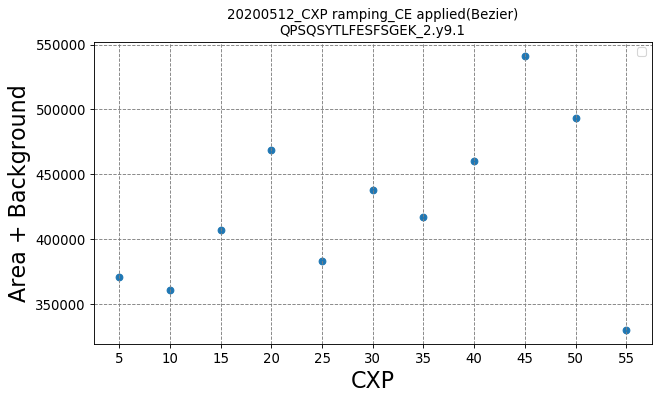 20200512_CXP ramping_CE applied(Bezier)
QPSQSYTLFESFSGEK_2.y9.1
Area + Background
550000
500000
450000
400000
350000
5 10 15 20 25 30 35 40 45 50 55
CXP